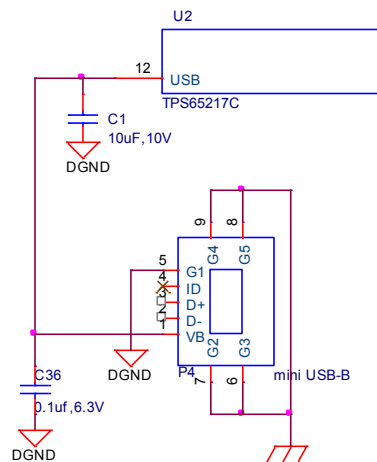 U2
12
USB
TPS65217C
C1
10uF,10V
DGND
9
8
G4
G5
5
G1
4
ID
3
D+
2
D-
1
VB
G2
G3
DGND
P4
mini USB-B
7
6
C36
0.1uf,6.3V
DGND